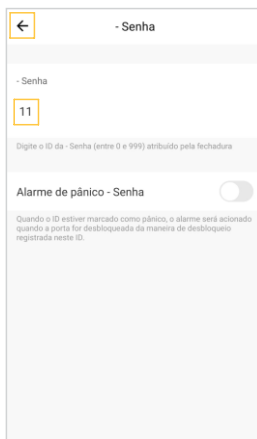 - Senha
- Senha
11
Digite o ID da - Senha (entre 0 e 999) atribuído pela fechadura
Alarme de pânico - Senha
Quando o ID estiver marcado como pânico, o alarme será acionado
quando a porta for desbloqueada da maneira de desbloqueio
registrada neste ID.